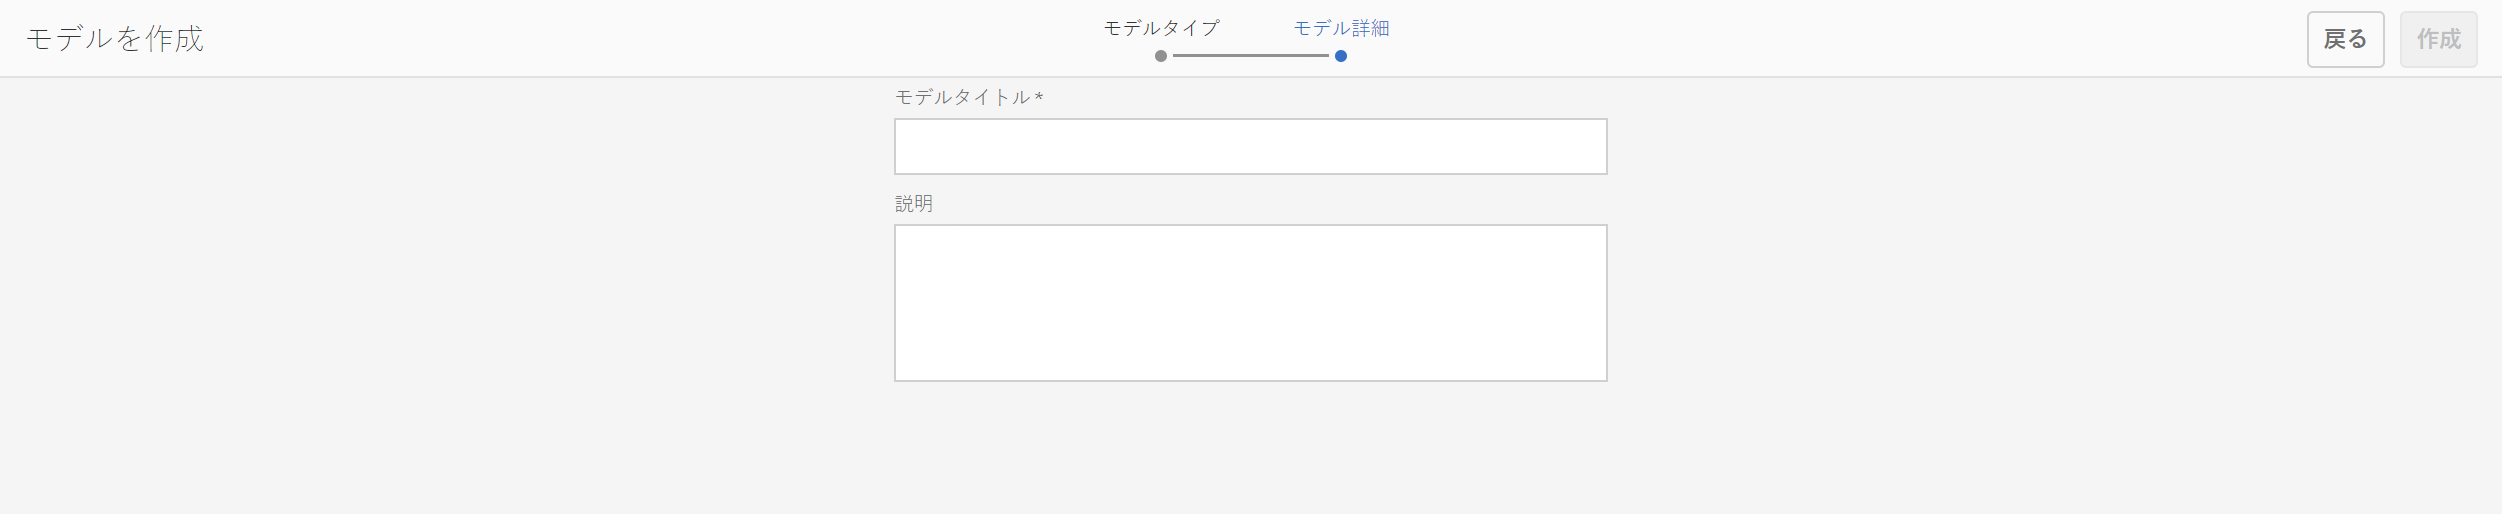 モデルを作成
モデルタイプ
モデル詳細
戻る
作成
モデルタイトル *
説明